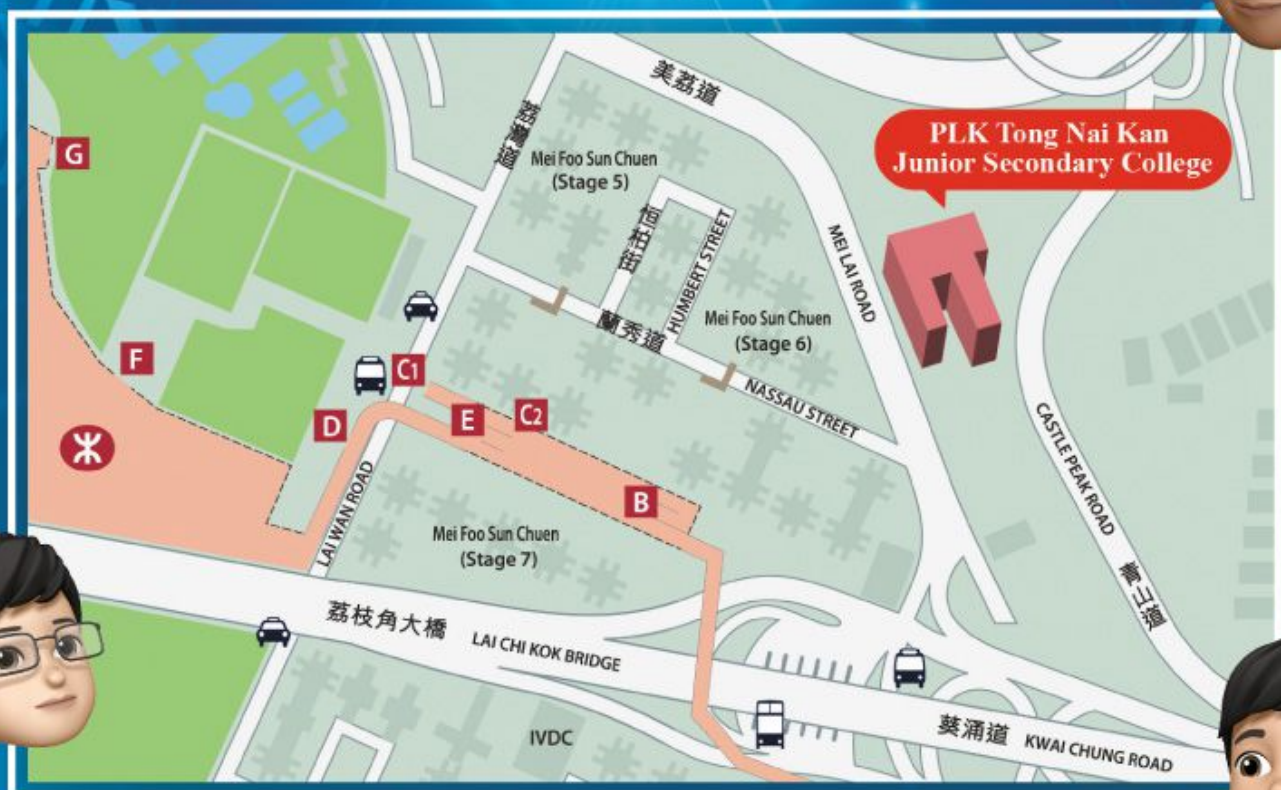 美荔道
荔灣道
PLK Tong Nai Kan
Junior Secondary College
G
Mei Foo Sun Chuen
(Stage 5)
恒柏街
HUMBERT STREET
MEI LAI ROAD
Mei Foo Sun Chuen
(Stage 6)
蘭秀道
NASSAU STREET
F
C1
C2
D
E
B
LAI WAN ROAD
Mei Foo Sun Chuen
(Stage 7)
CASTLE PEAK ROAD
青山道
荔枝角大橋
LAI CHI KOK BRIDGE
IVDC
葵涌道
KWAI CHUNG ROAD